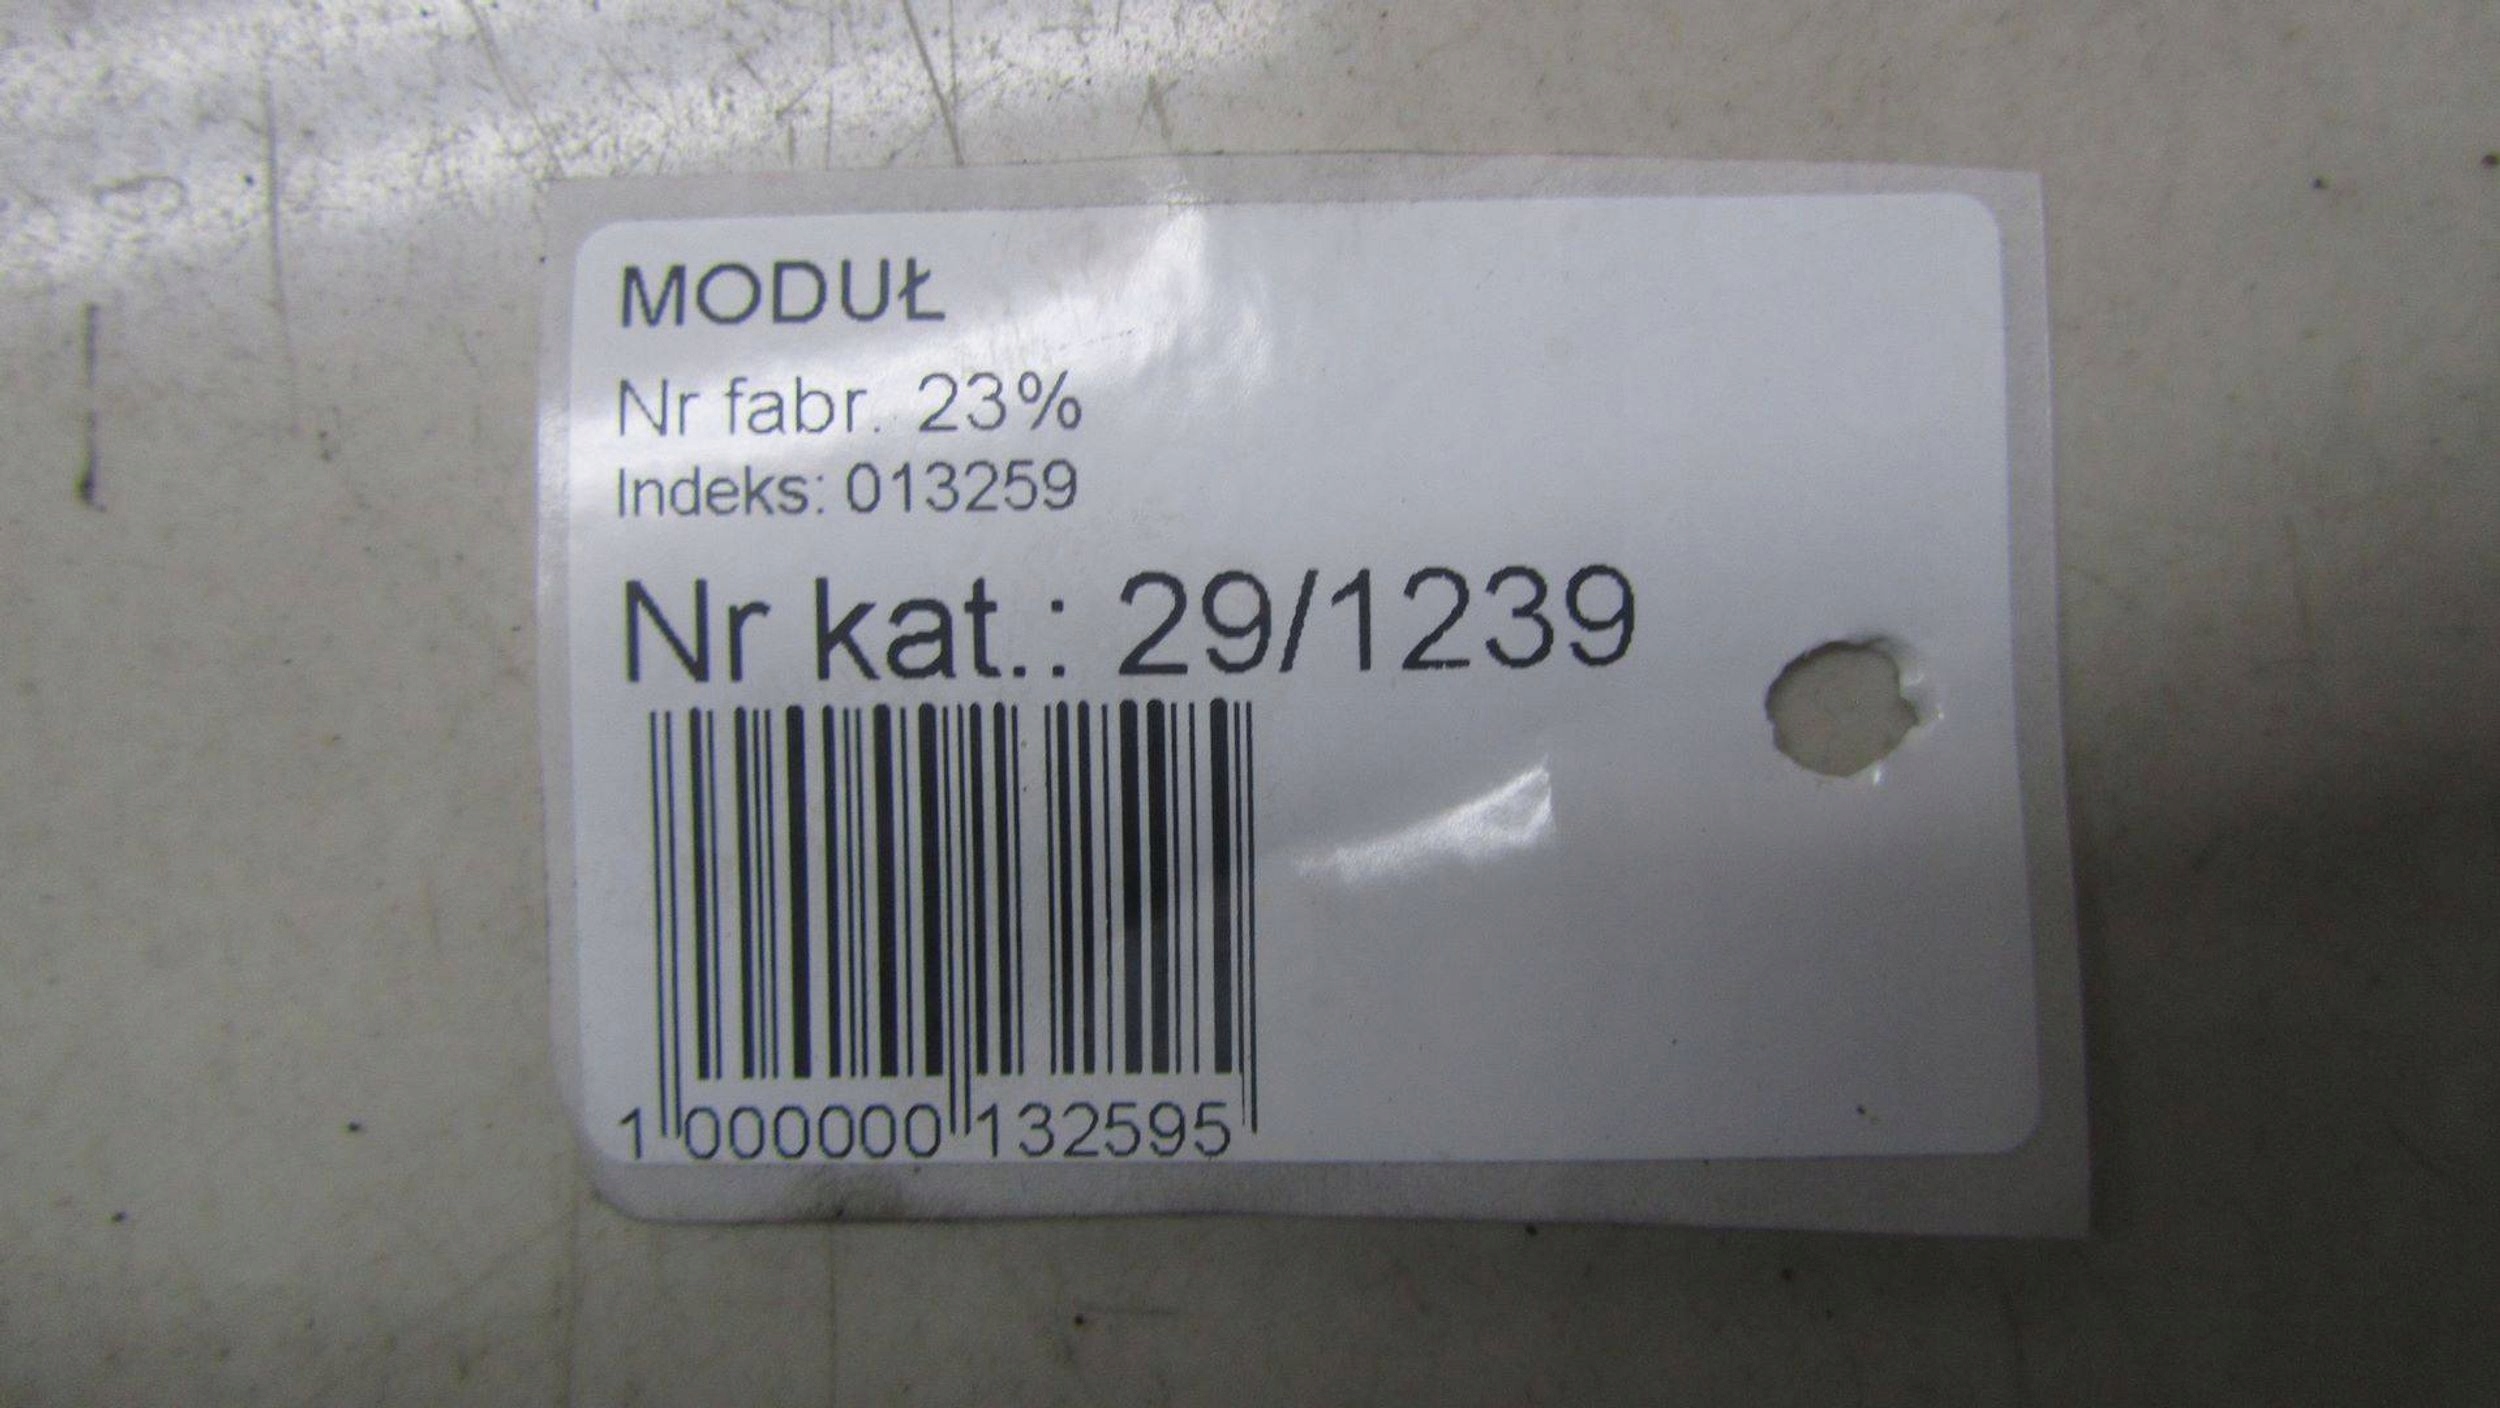 MODUŁ
Nr fabr. 23%
Indeks: 013259
Nr kat.: 29/1239
1 000000 132595